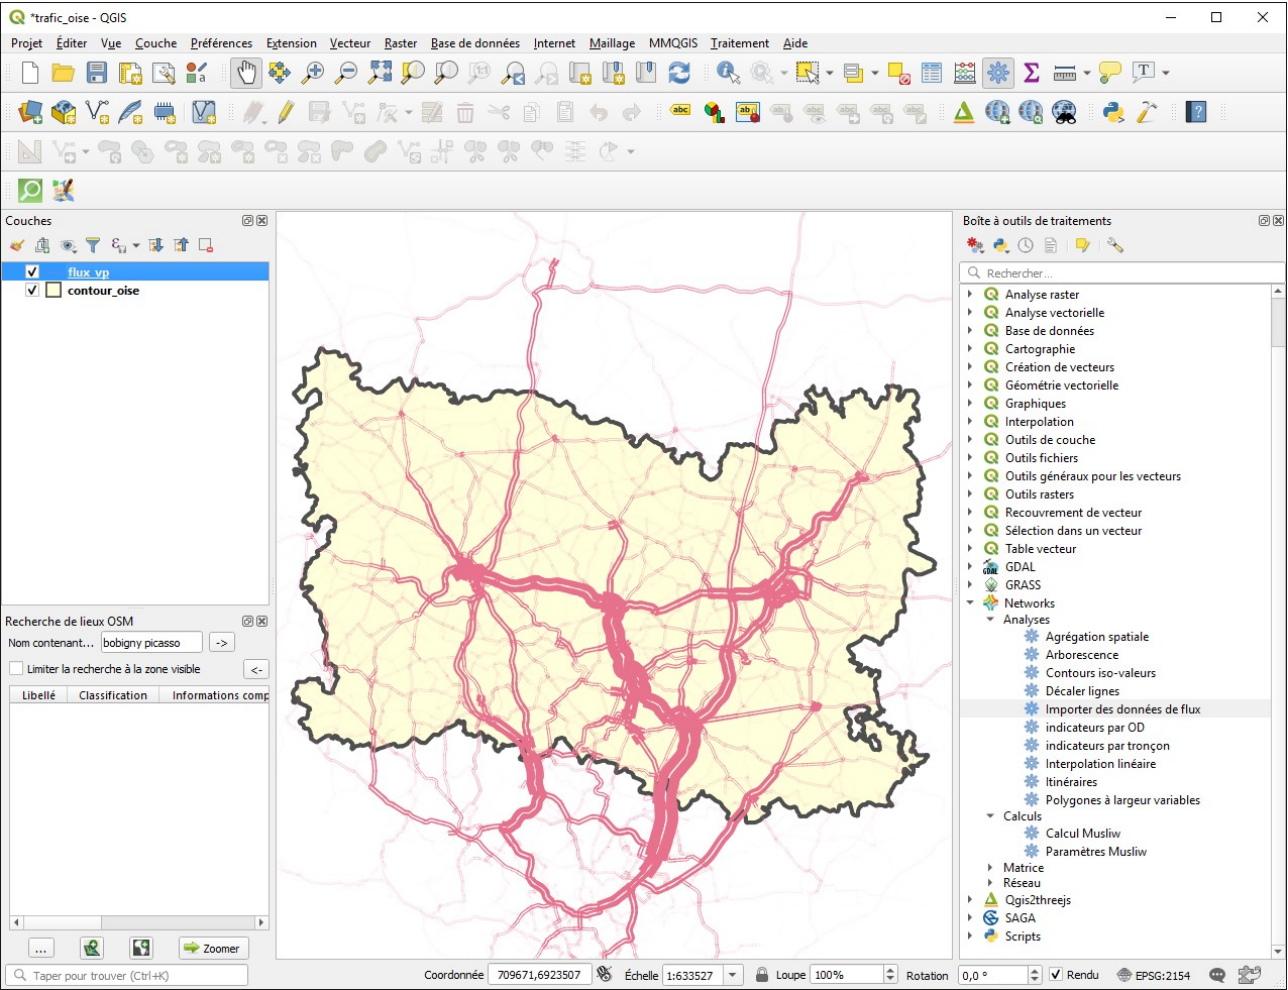 *trafic_oise - QGIS
Projet Éditer Vue Couche Préférences Extension Vecteur Raster Base de données Internet Maillage MMQGIS Traitement Aide
Couches
flux_vp
contour_oise
Recherche de lieux OSM
Nom contenant... bobigny picasso ->
Limiter la recherche à la zone visible <-
Libellé Classification Informations comp
... Zoomer
Boîte à outils de traitements
Rechercher...
Analyse raster
Analyse vectorielle
Base de données
Cartographie
Création de vecteurs
Géométrie vectorielle
Graphiques
Interpolation
Outils de couche
Outils fichiers
Outils généraux pour les vecteurs
Outils rasters
Recouvrement de vecteur
Sélection dans un vecteur
Table vecteur
GDAL
GRASS
Networks
Analyses
Agrégation spatiale
Arborescence
Contours iso-valeurs
Décaler lignes
Importer des données de flux
indicateurs par OD
indicateurs par tronçon
Interpolation linéaire
Itinéraires
Polygones à largeur variables
Calculs
Calcul Musliw
Paramètres Musliw
Matrice
Réseau
Qgis2threejs
SAGA
Scripts
Taper pour trouver (Ctrl+K) Coordonnée 709671,6923507 Échelle 1:633527 Loupe 100% Rotation 0,0 ° Rendu EPSG:2154